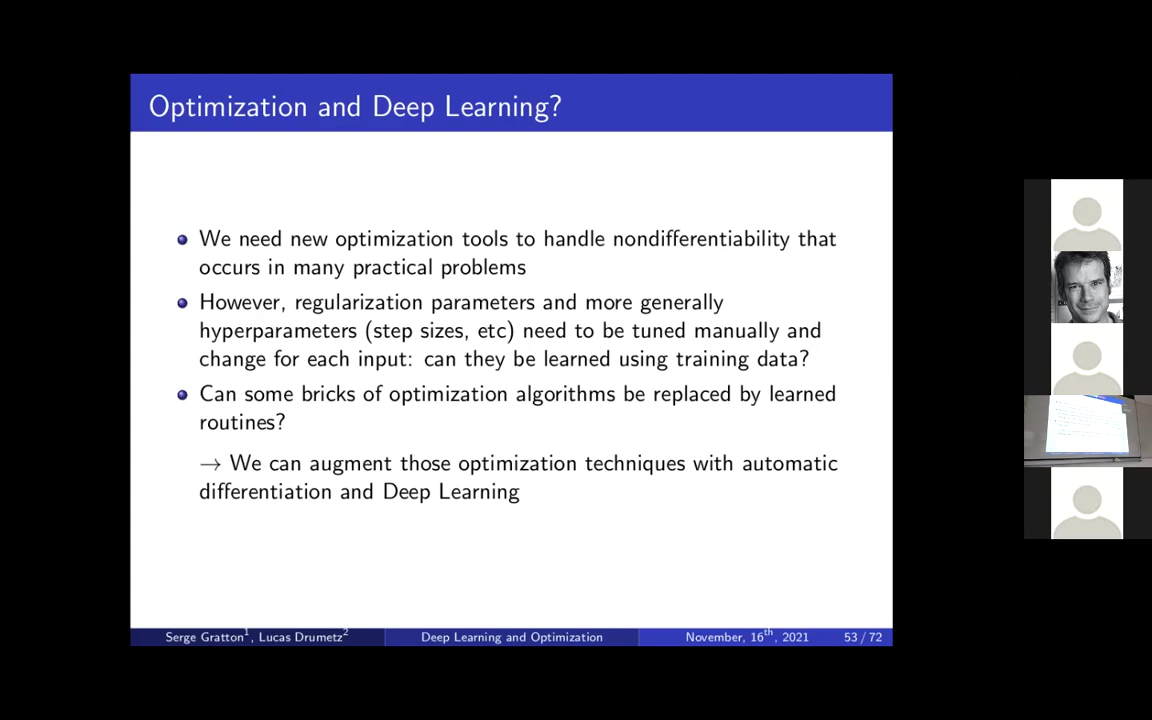 Optimization and Deep Learning?
We need new optimization tools to handle nondifferentiability that
occurs in many practical problems
However, regularization parameters and more generally
hyperparameters (step sizes, etc) need to be tuned manually and
change for each input: can they be learned using training data?
Can some bricks of optimization algorithms be replaced by learned
routines?
→ We can augment those optimization techniques with automatic
differentiation and Deep Learning
Serge Gratton1, Lucas Drumetz2 Deep Learning and Optimization November, 16th, 2021 53 / 72